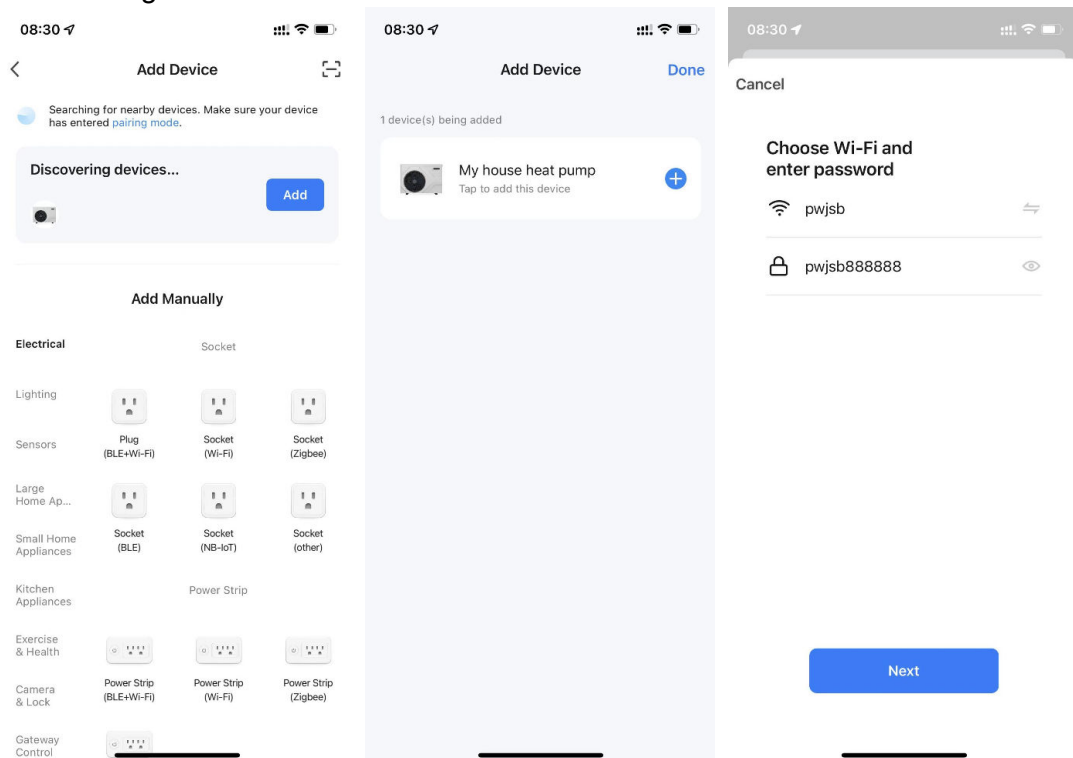 08:30
Add Device
Searching for nearby devices. Make sure your device
has entered pairing mode.
Discovering devices...
Add
Add Manually
Electrical
Socket
Lighting
Sensors
Plug
(BLE+Wi-Fi)
Socket
(Wi-Fi)
Socket
(Zigbee)
Large
Home Ap...
Small Home
Appliances
Socket
(BLE)
Socket
(NB-IoT)
Socket
(other)
Kitchen
Appliances
Power Strip
Exercise
& Health
Camera
& Lock
Power Strip
(BLE+Wi-Fi)
Power Strip
(Wi-Fi)
Power Strip
(Zigbee)
Gateway
Control
08:30
Add Device
Done
1 device(s) being added
My house heat pump
Tap to add this device
08:30
Cancel
Choose Wi-Fi and
enter password
pwjsb
pwjsb888888
Next